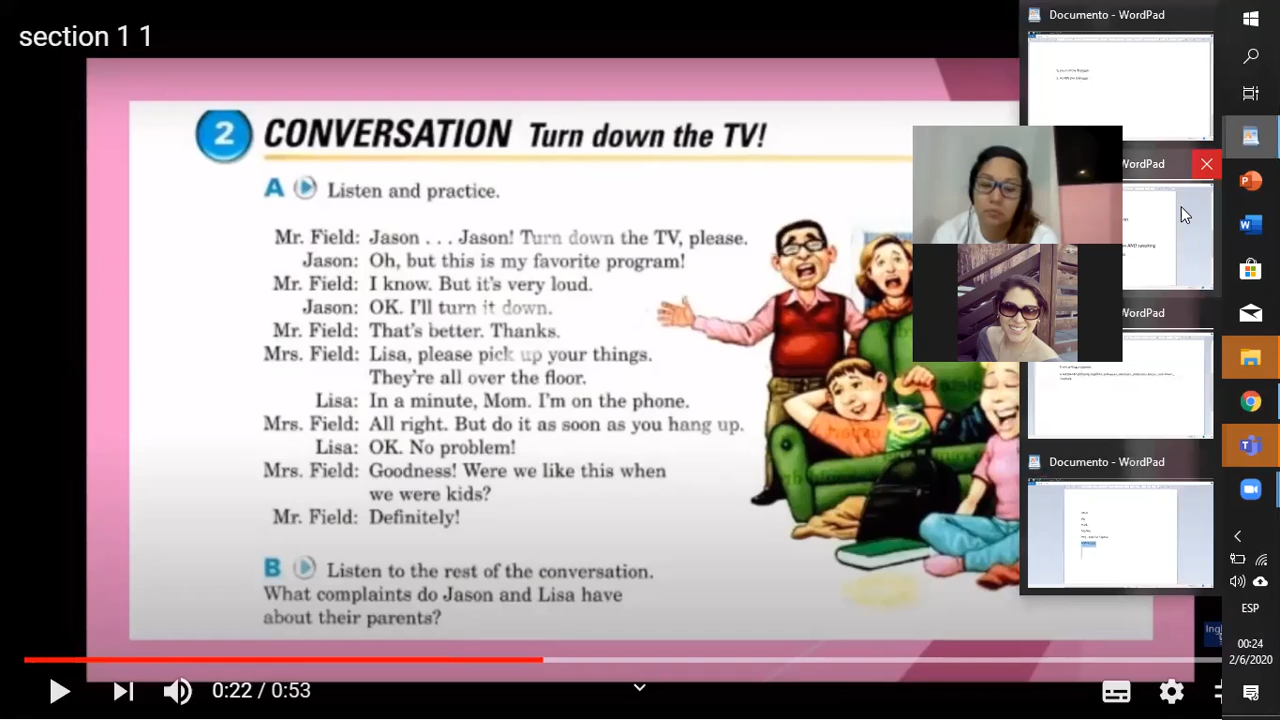 section 1 1
2 CONVERSATION Turn down the TV!
A Listen and practice.
Mr. Field: Jason . . . Jason! Turn down the TV, please.
Jason: Oh, but this is my favorite program!
Mr. Field: I know. But it's very loud.
Jason: OK. I'll turn it down.
Mr. Field: That's better. Thanks.
Mrs. Field: Lisa, please pick up your things.
They're all over the floor.
Lisa: In a minute, Mom. I'm on the phone.
Mrs. Field: All right. But do it as soon as you hang up.
Lisa: OK. No problem!
Mrs. Field: Goodness! Were we like this when
we were kids?
Mr. Field: Definitely!
B Listen to the rest of the conversation.
What complaints do Jason and Lisa have
about their parents?
0:22 / 0:53
Documento - WordPad
WordPad
WordPad
Documento - WordPad
ESP
00:24
2/6/2020